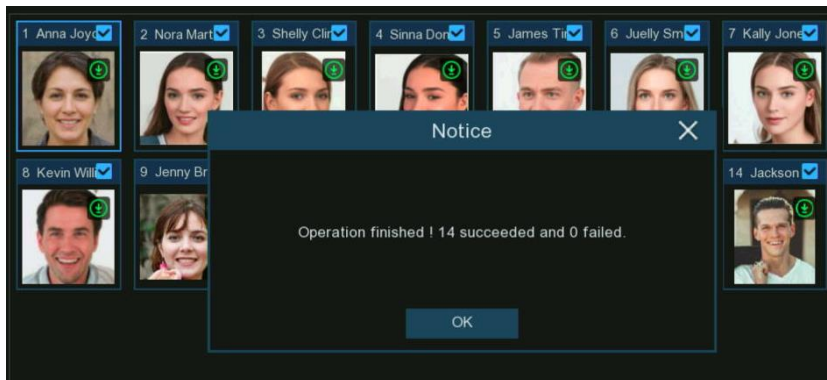 1 Anna Joyc
2 Nora Mart
3 Shelly Clir
4 Sinna Don
5 James Tir
6 Juelly Sm
7 Kally Jone
Notice
8 Kevin Willi
9 Jenny Br
14 Jackson
Operation finished ! 14 succeeded and 0 failed.
OK